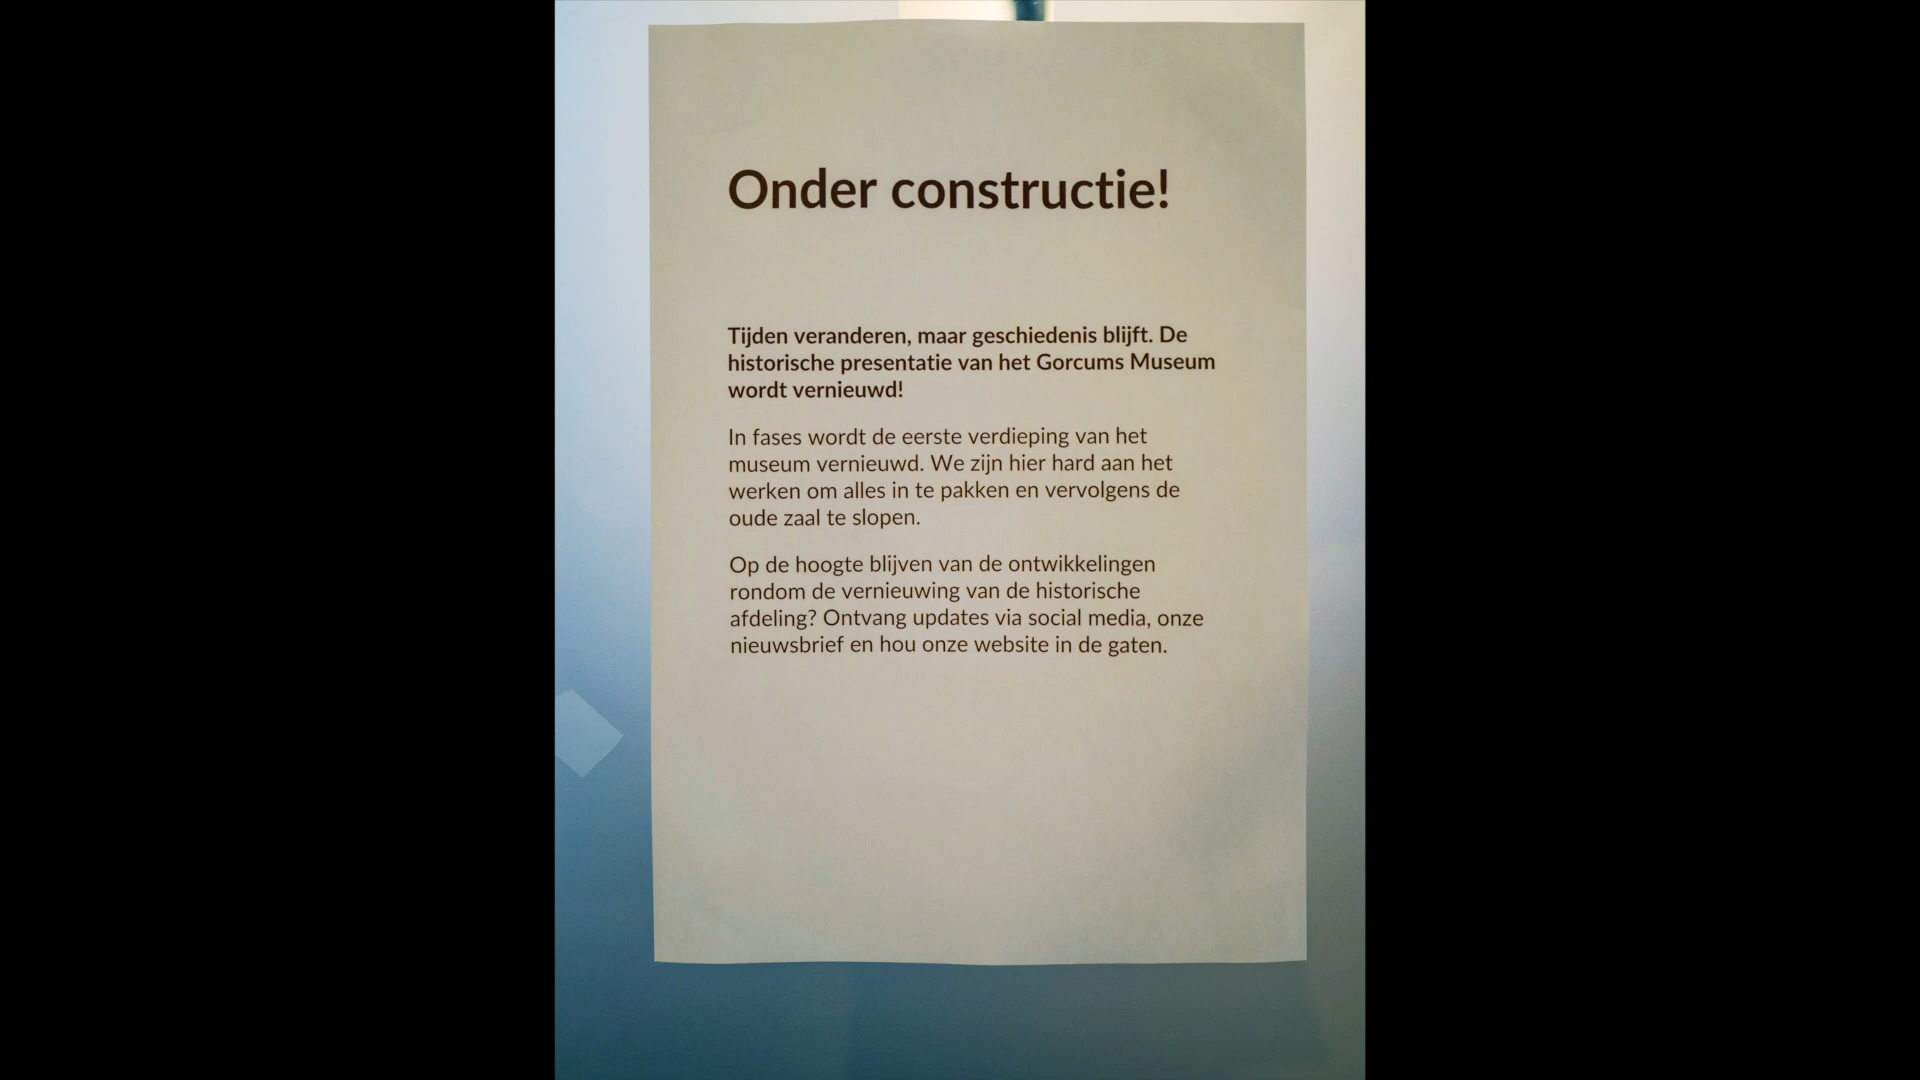 Onder constructie!
Tijden veranderen, maar geschiedenis blijft. De
historische presentatie van het Gorcums Museum
wordt vernieuwd!
In fases wordt de eerste verdieping van het
museum vernieuwd. We zijn hier hard aan het
werken om alles in te pakken en vervolgens de
oude zaal te slopen.
Op de hoogte blijven van de ontwikkelingen
rondom de vernieuwing van de historische
afdeling? Ontvang updates via social media, onze
nieuwsbrief en hou onze website in de gaten.